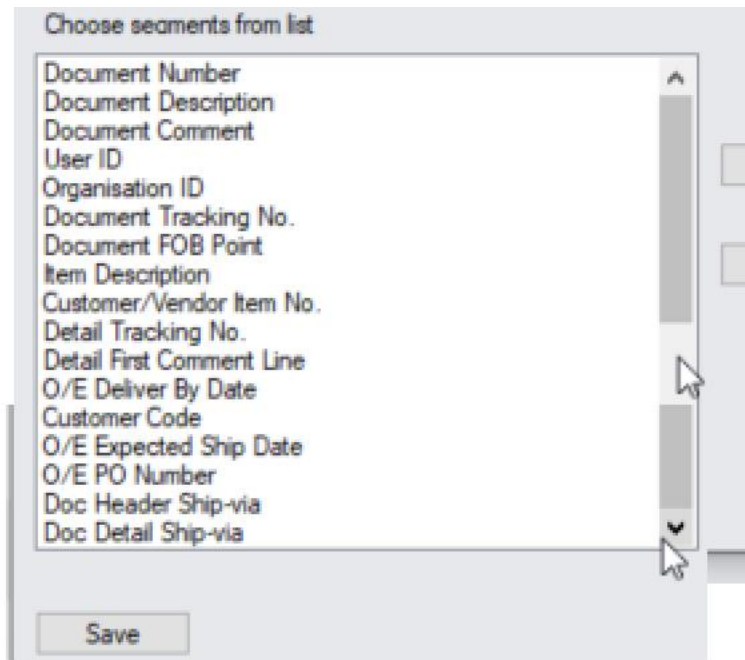 Choose segments from list
Document Number
Document Description
Document Comment
User ID
Organisation ID
Document Tracking No.
Document FOB Point
Item Description
Customer/Vendor Item No.
Detail Tracking No.
Detail First Comment Line
O/E Deliver By Date
Customer Code
O/E Expected Ship Date
O/E PO Number
Doc Header Ship-via
Doc Detail Ship-via
Save